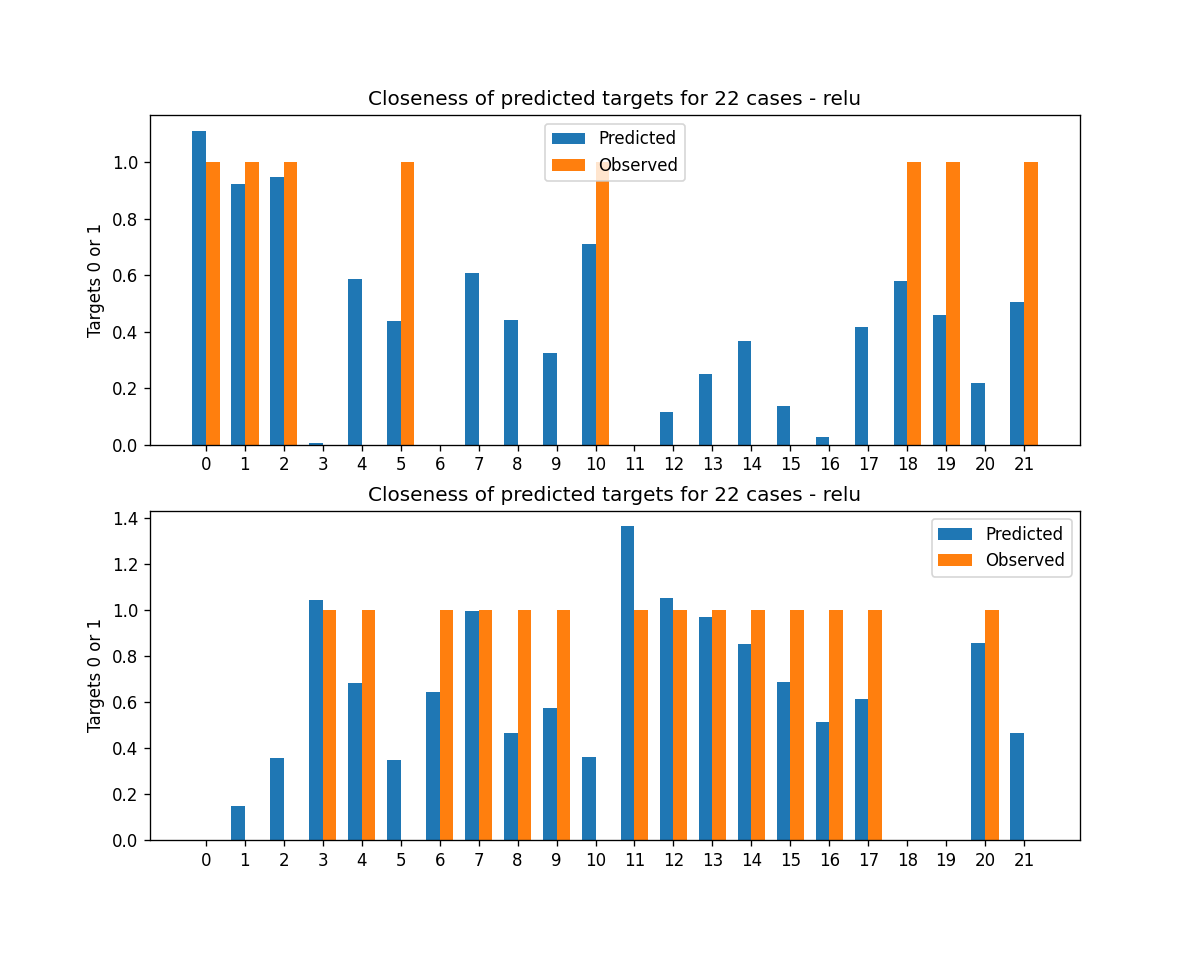 Closeness of predicted targets for 22 cases - relu
Predicted
Observed
Targets 0 or 1
1.0
0.8
0.6
0.4
0.2
0.0
0 1 2 3 4 5 6 7 8 9 10 11 12 13 14 15 16 17 18 19 20 21
Closeness of predicted targets for 22 cases - relu
Predicted
Observed
Targets 0 or 1
1.4
1.2
1.0
0.8
0.6
0.4
0.2
0.0
0 1 2 3 4 5 6 7 8 9 10 11 12 13 14 15 16 17 18 19 20 21